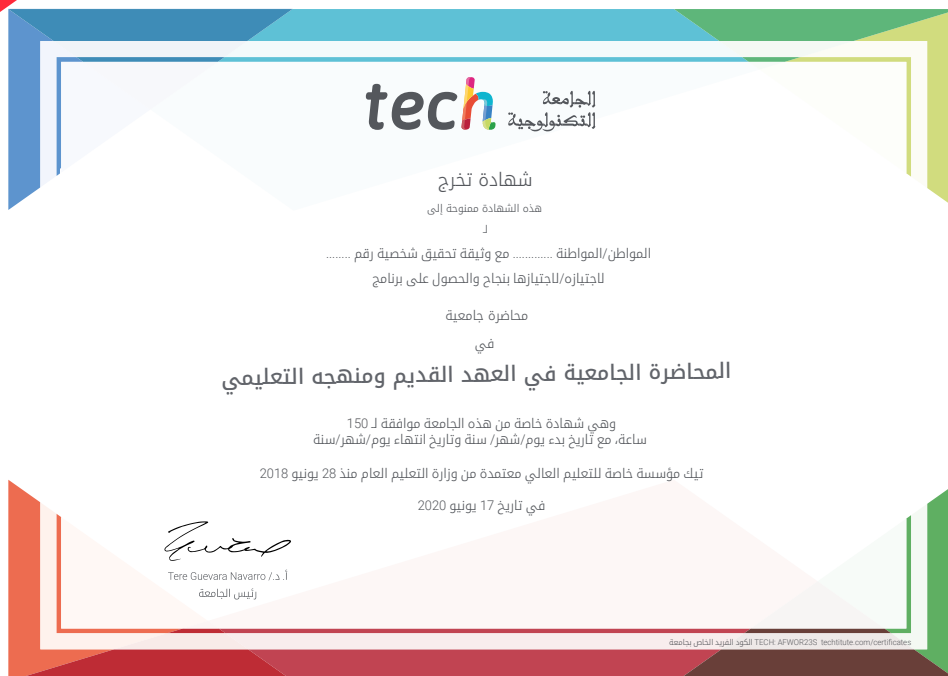 tech الجامعة
التكنولوجية
شهادة تخرج
هذه الشهادة ممنوحة إلى
لـ
المواطن/المواطنة ............ مع وثيقة تحقيق شخصية رقم ........
لاجتيازه/لاجتيازها بنجاح والحصول على برنامج
محاضرة جامعية
في
المحاضرة الجامعية في العهد القديم ومنهجه التعليمي
وهي شهادة خاصة من هذه الجامعة موافقة لـ 150
ساعة، مع تاريخ بدء يوم/شهر/ سنة وتاريخ انتهاء يوم/شهر/سنة
تيك مؤسسة خاصة للتعليم العالي معتمدة من وزارة التعليم العام منذ 28 يونيو 2018
في تاريخ 17 يونيو 2020
أ.د./ Tere Guevara Navarro
رئيس الجامعة
الكود الفريد الخاص بجامعة TECH: AFWOR23S techtitute.com/certificates